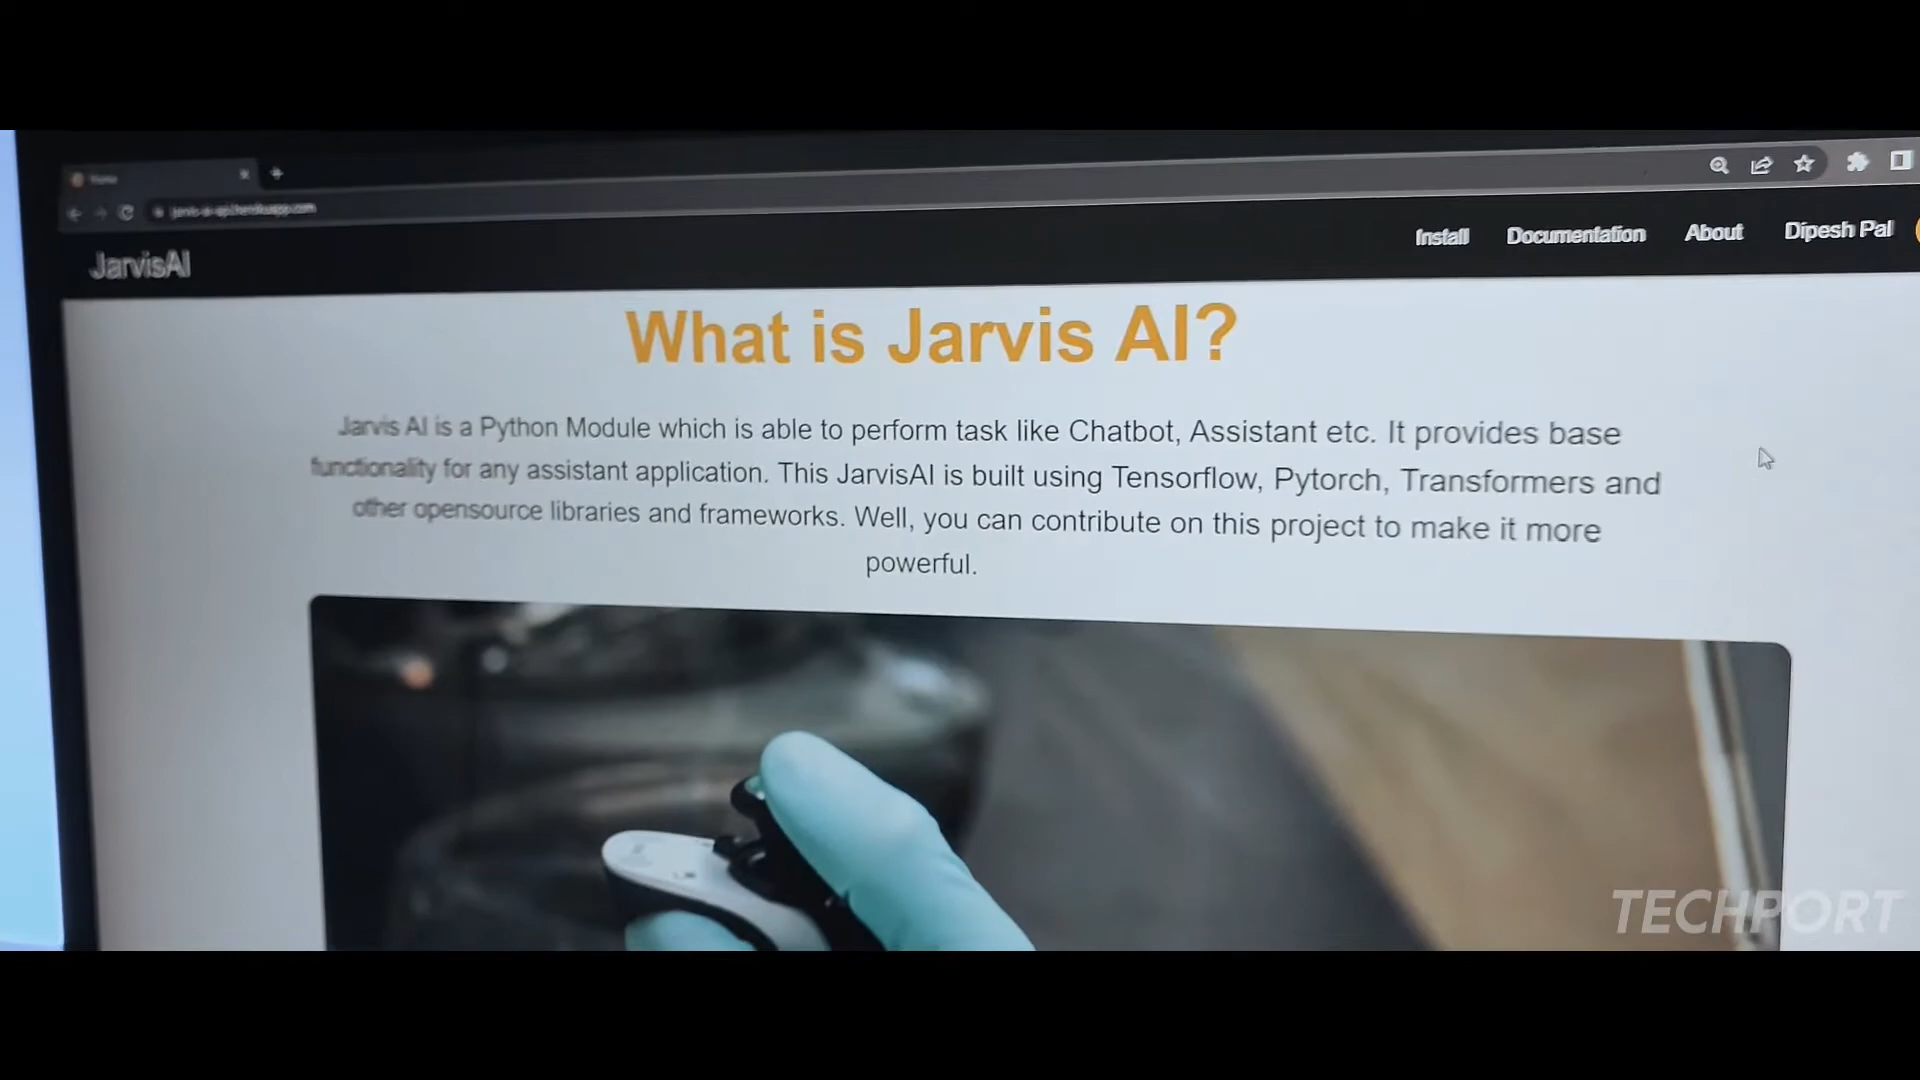 Home
JarvisAI
Install Documentation About Dipesh Pal
What is Jarvis AI?
Jarvis AI is a Python Module which is able to perform task like Chatbot, Assistant etc. It provides base
functionality for any assistant application. This JarvisAI is built using Tensorflow, Pytorch, Transformers and
other opensource libraries and frameworks. Well, you can contribute on this project to make it more
powerful.
TECHPORT